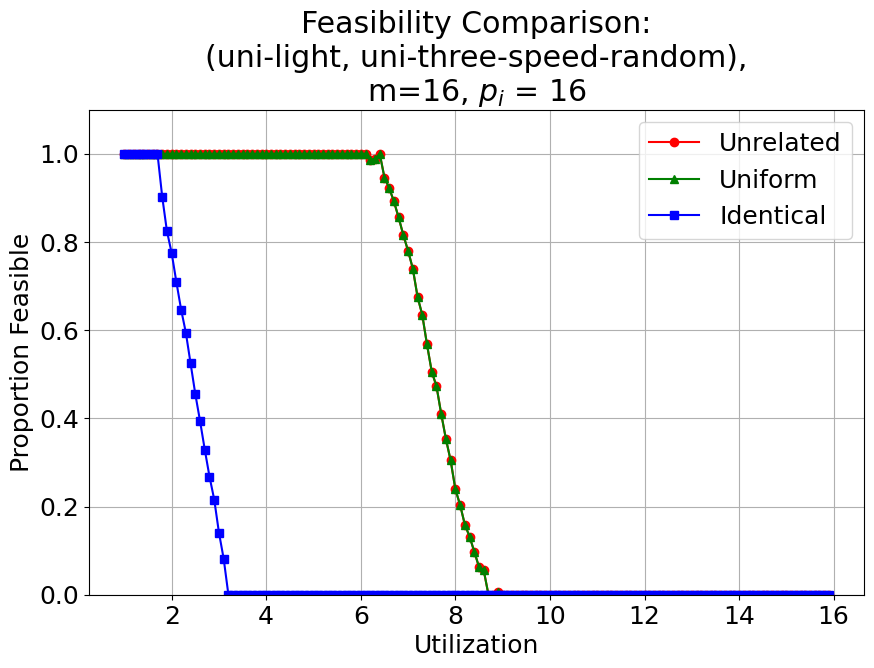 Feasibility Comparison:
(uni-light, uni-three-speed-random),
m=16, $p_i$ = 16
Unrelated
Uniform
Identical
Proportion Feasible
1.0
0.8
0.6
0.4
0.2
0.0
2 4 6 8 10 12 14 16
Utilization